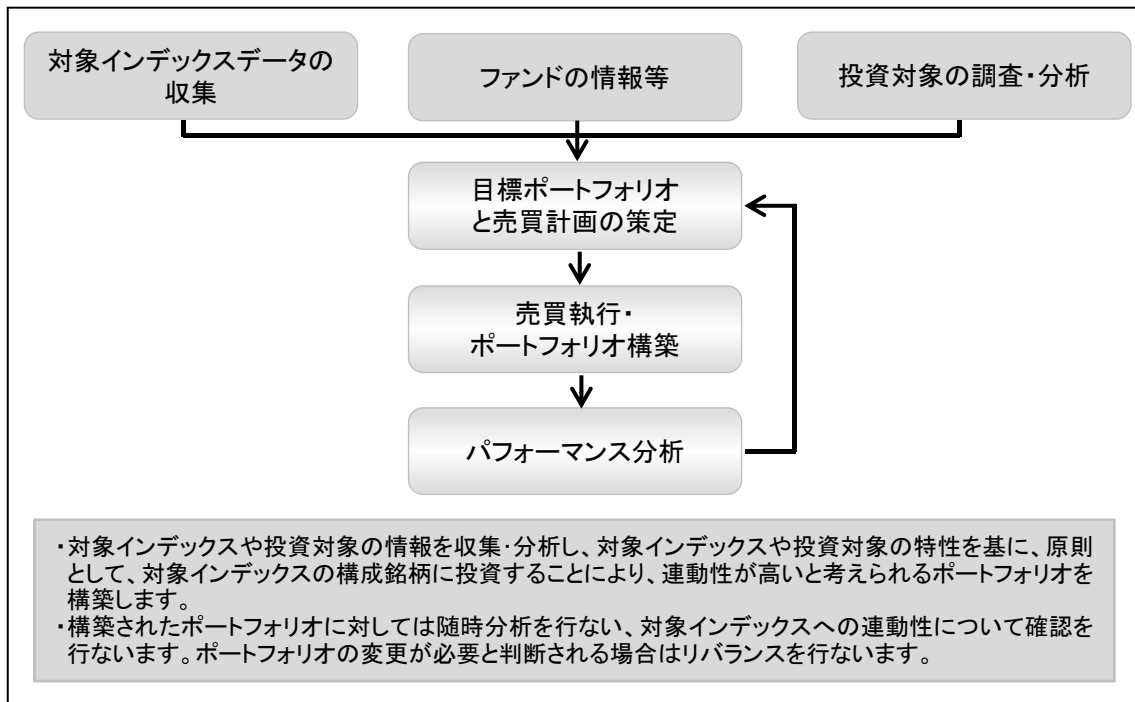 対象インデックスデータの
収集
ファンドの情報等
投資対象の調査・分析
目標ポートフォリオ
と売買計画の策定
売買執行・
ポートフォリオ構築
パフォーマンス分析
・対象インデックスや投資対象の情報を収集・分析し、対象インデックスや投資対象の特性を基に、原則
として、対象インデックスの構成銘柄に投資することにより、連動性が高いと考えられるポートフォリオを
構築します。
・構築されたポートフォリオに対しては随時分析を行ない、対象インデックスへの連動性について確認を
行ないます。ポートフォリオの変更が必要と判断される場合はリバランスを行ないます。